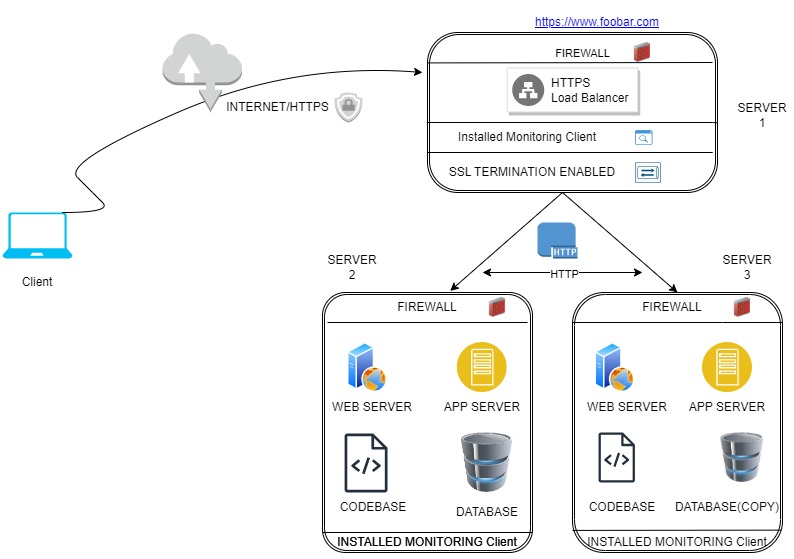 https://www.foobar.com
FIREWALL
HTTPS
Load Balancer
INTERNET/HTTPS
SERVER
1
Installed Monitoring Client
SSL TERMINATION ENABLED
Client
HTTP
HTTP
SERVER
2
SERVER
3
FIREWALL
WEB SERVER
APP SERVER
CODEBASE
DATABASE
INSTALLED MONITORING Client
FIREWALL
WEB SERVER
APP SERVER
CODEBASE
DATABASE(COPY)
INSTALLED MONITORING Client